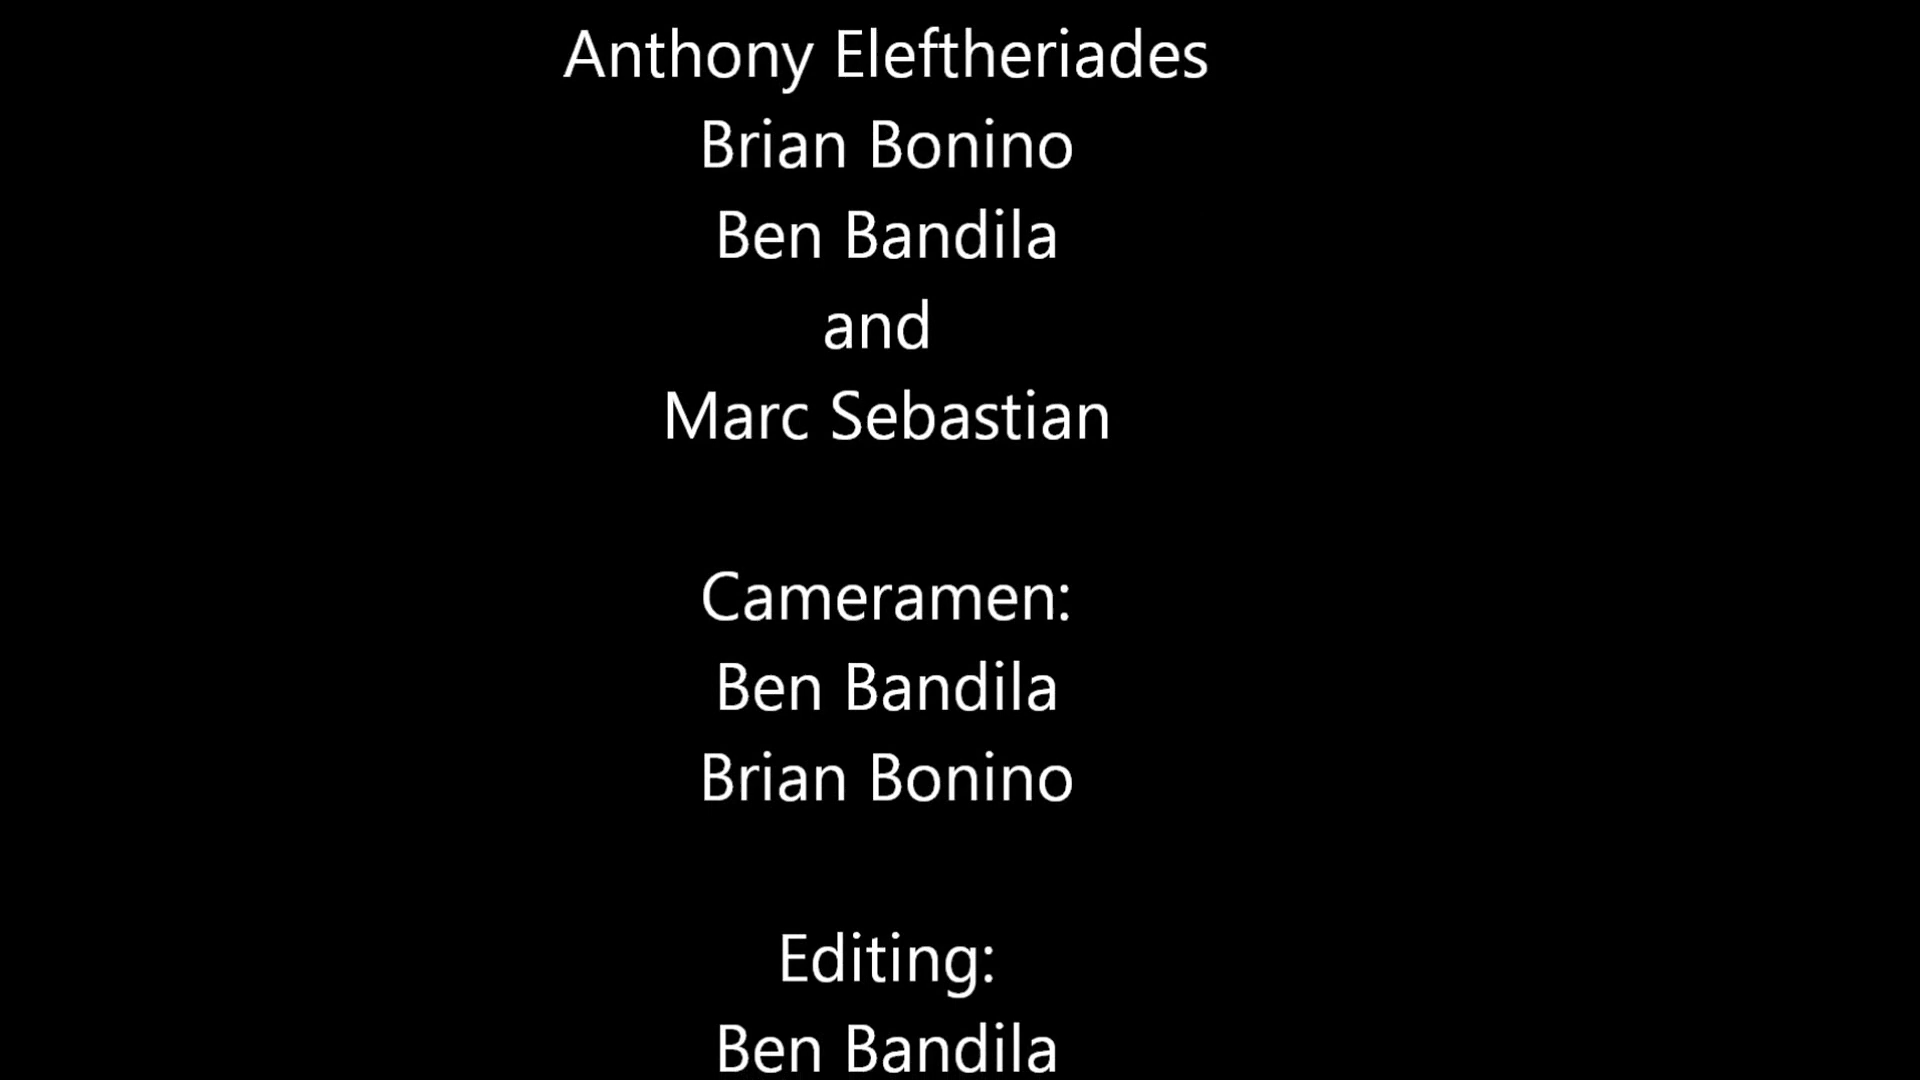 Anthony Eleftheriades
Brian Bonino
Ben Bandila
and
Marc Sebastian
Cameramen:
Ben Bandila
Brian Bonino
Editing:
Ben Bandila